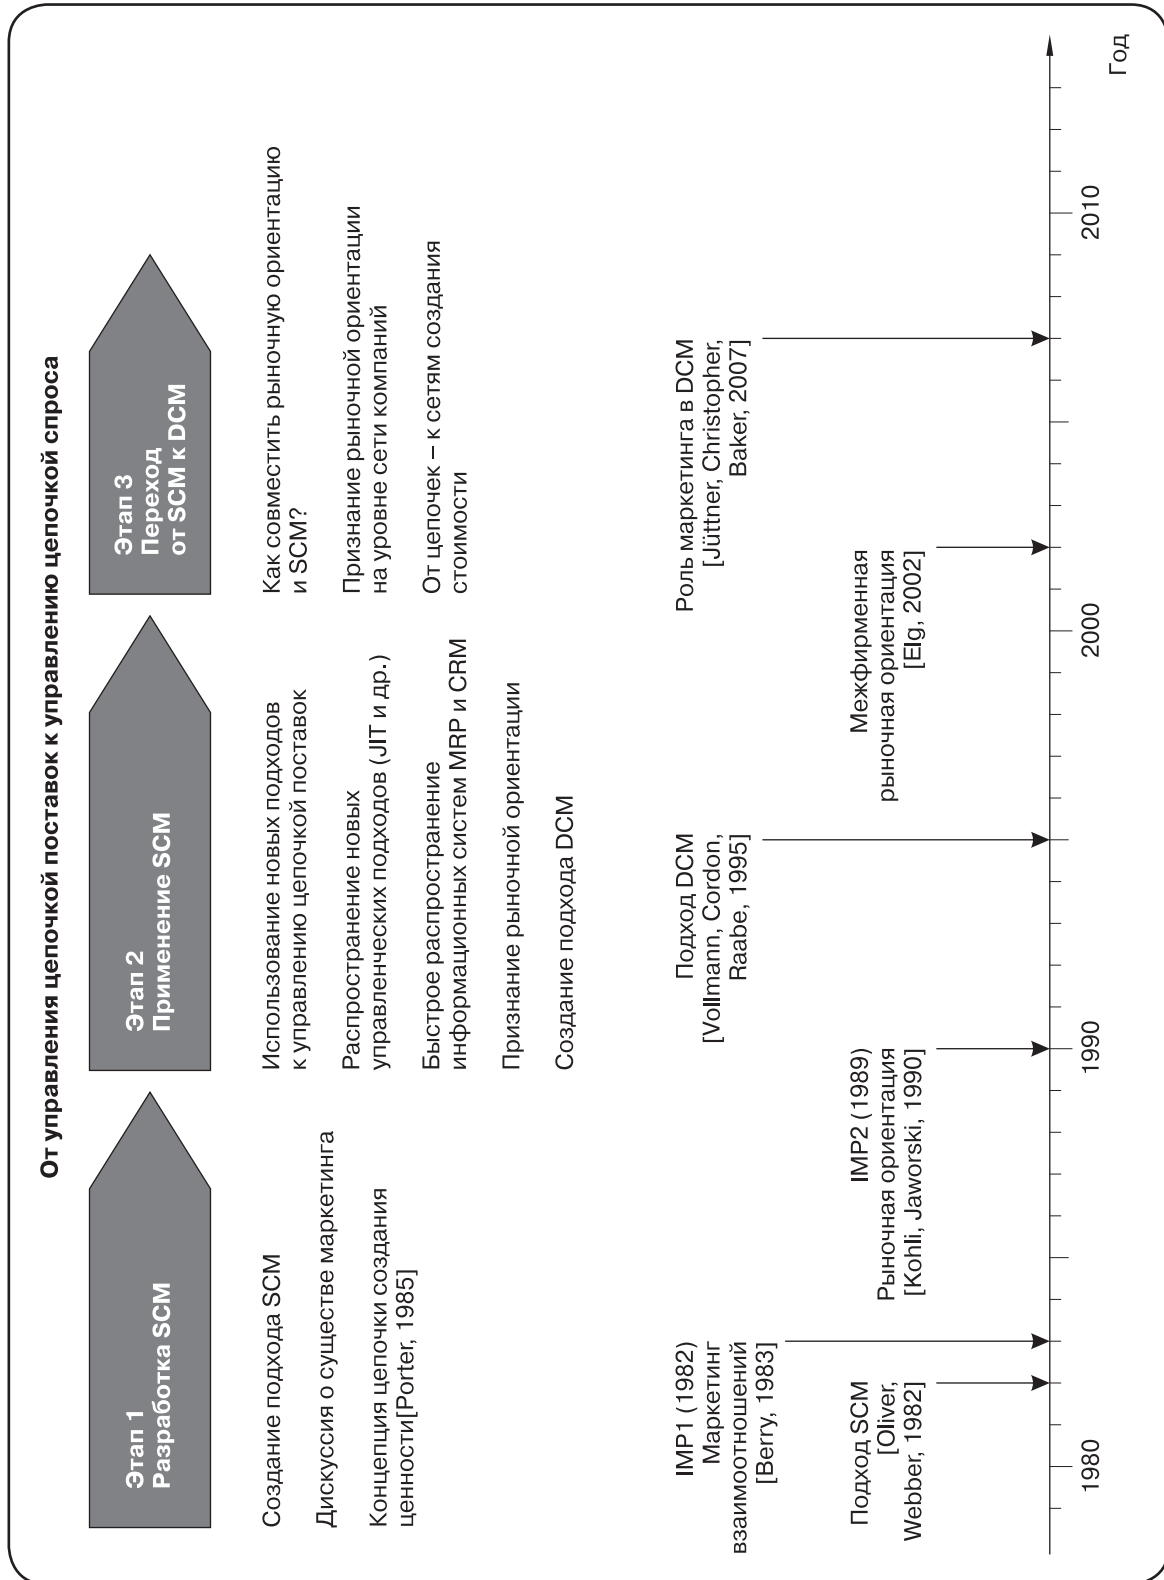 От управления цепочкой поставок к управлению цепочкой спроса
Этап 1
Разработка SCM
Этап 2
Применение SCM
Этап 3
Переход
от SCM к DCM
Создание подхода SCM
Дискуссия о существе маркетинга
Концепция цепочки создания
ценности[Porter, 1985]
Использование новых подходов
к управлению цепочкой поставок
Распространение новых
управленческих подходов (JIT и др.)
Быстрое распространение
информационных систем MRP и CRM
Признание рыночной ориентации
Создание подхода DCM
Как совместить рыночную ориентацию
и SCM?
Признание рыночной ориентации
на уровне сети компаний
От цепочек – к сетям создания
стоимости
IMP1 (1982)
Маркетинг
взаимоотношений
[Berry, 1983]
Подход DCM
[Vollmann, Cordon,
Raabe, 1995]
Роль маркетинга в DCM
[Jüttner, Christopher,
Baker, 2007]
Подход SCM
[Oliver,
Webber, 1982]
IMP2 (1989)
Рыночная ориентация
[Kohli, Jaworski, 1990]
Межфирменная
рыночная ориентация
[Elg, 2002]
1980
1990
2000
2010
Год